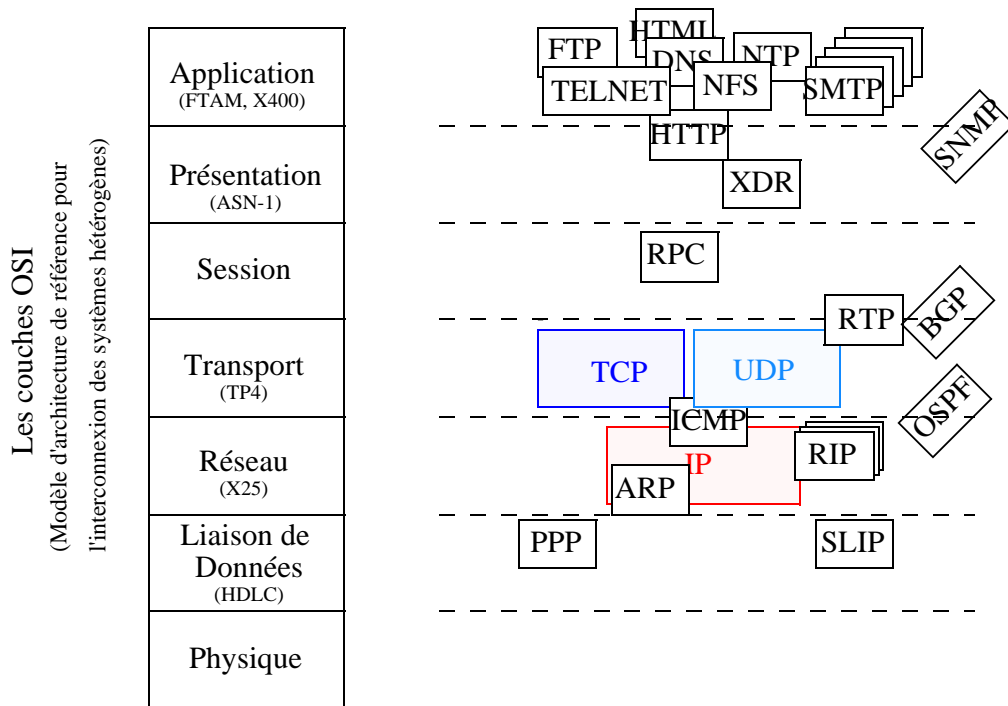 Les couches OSI
(Modèle d'architecture de référence pour
l'interconnexion des systèmes hétérogènes)
Application
(FTAM, X400)
Présentation
(ASN-1)
Session
Transport
(TP4)
Réseau
(X25)
Liaison de
Données
(HDLC)
Physique
HTML
FTP
DNS
NTP
TELNET
NFS
SMTP
HTTP
SNMP
XDR
RPC
RTP
BGP
TCP
UDP
ICMP
OSPF
IP
RIP
ARP
PPP
SLIP